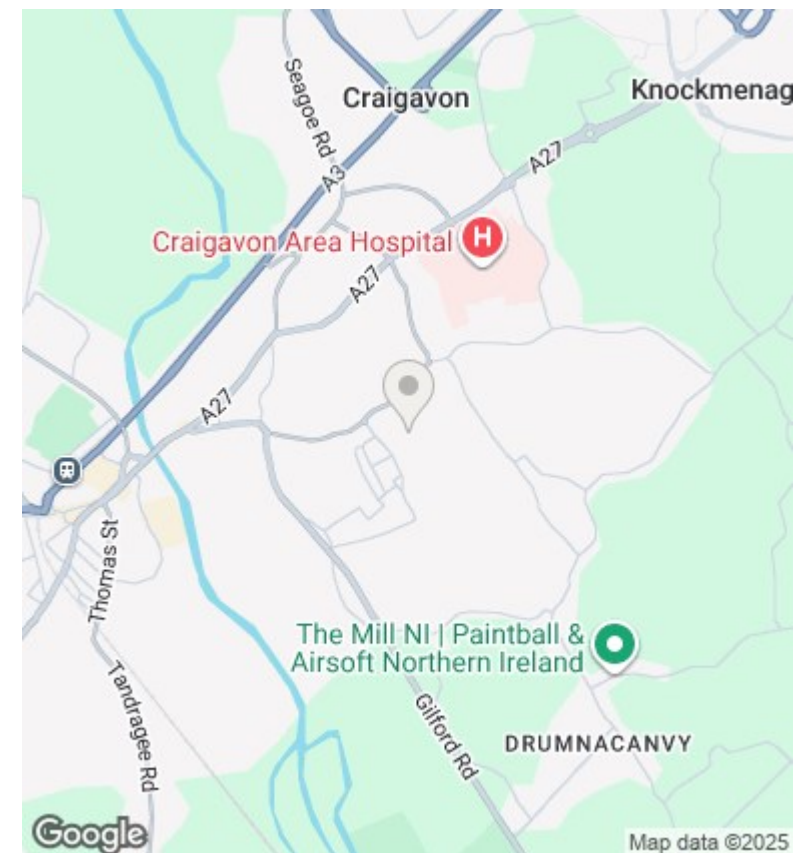 Seagoe Rd
Craigavon
Knockmenag
A3
A27
Craigavon Area Hospital
H
A27
A27
Thomas St
The Mill NI | Paintball &
Airsoft Northern Ireland
Tandragee Rd
Gilford Rd
DRUMNACANVY
Google
Map data ©2025